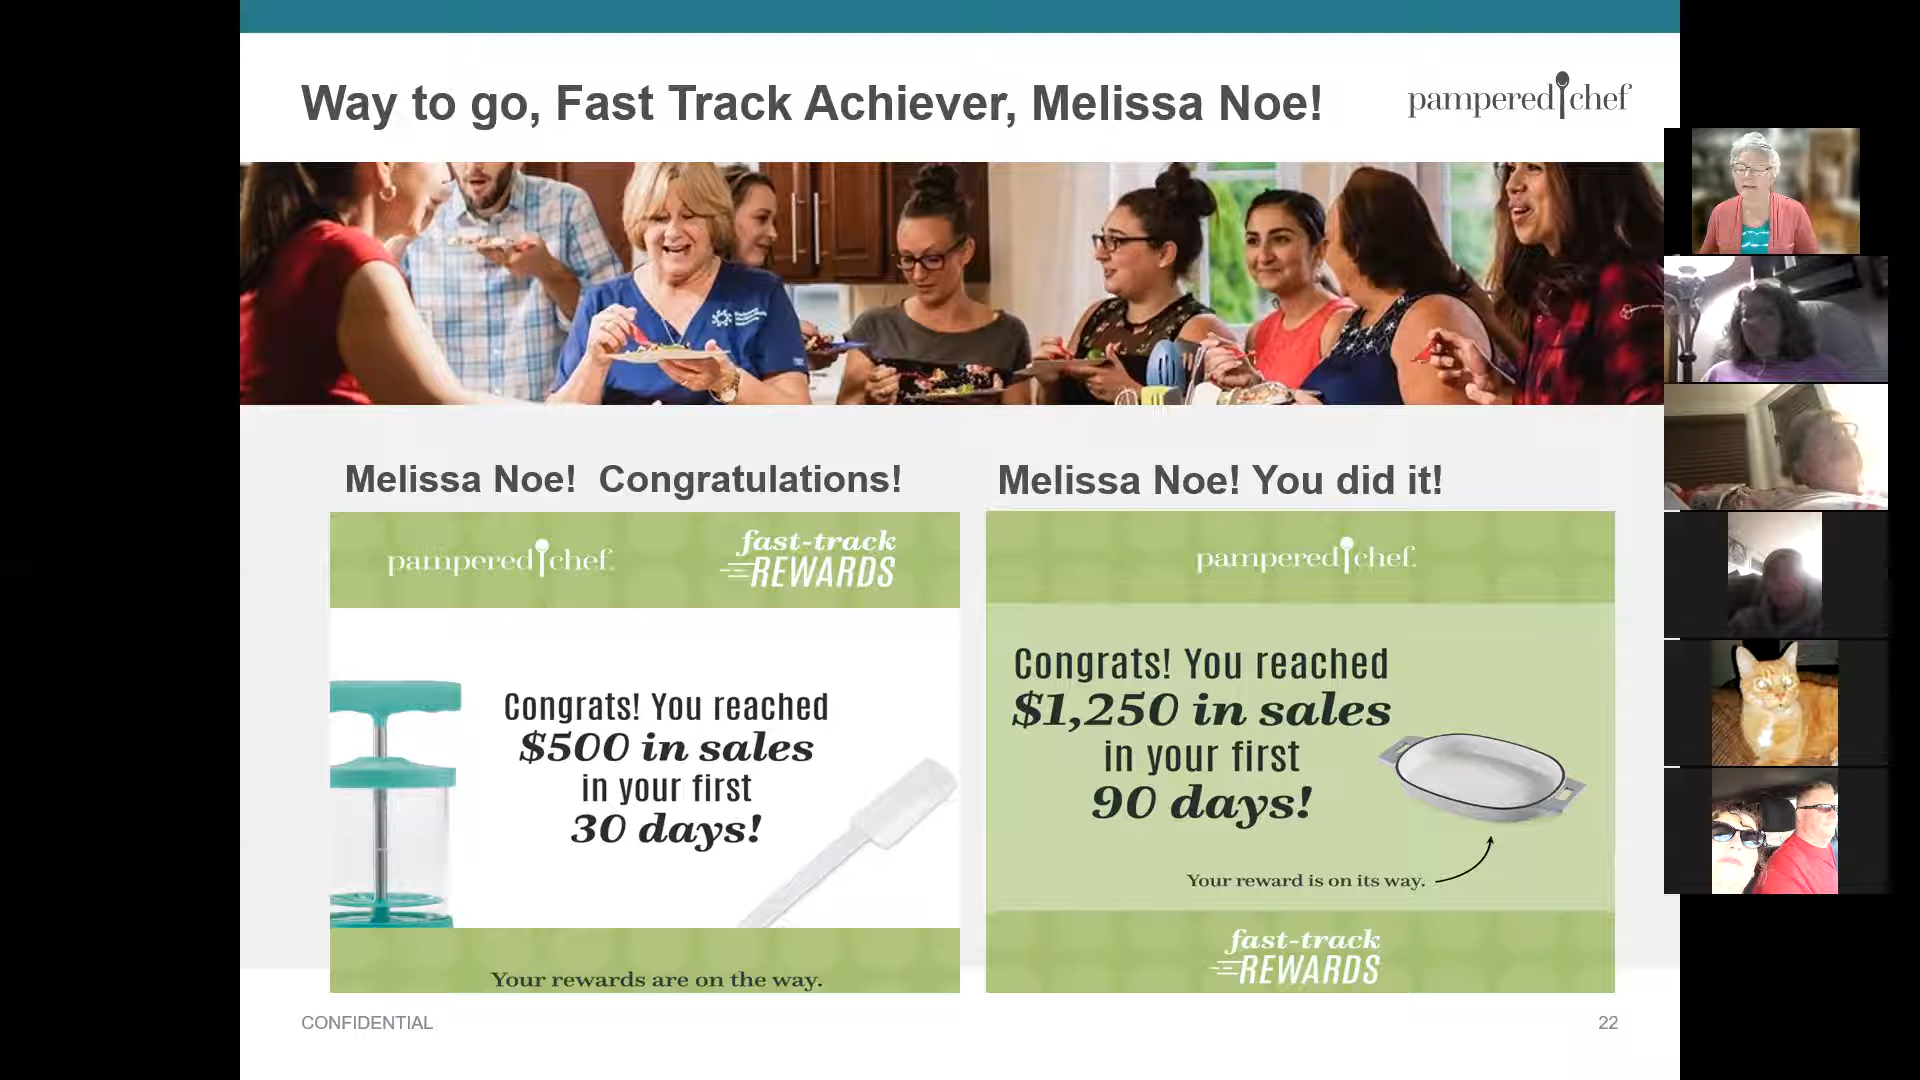 Way to go, Fast Track Achiever, Melissa Noe!
pampered chef
Melissa Noe!  Congratulations!
pampered chef
fast-track
REWARDS
Congrats! You reached
$500 in sales
in your first
30 days!
Your rewards are on the way.
Melissa Noe! You did it!
pampered chef
Congrats! You reached
$1,250 in sales
in your first
90 days!
Your reward is on its way.
fast-track
REWARDS
CONFIDENTIAL
22